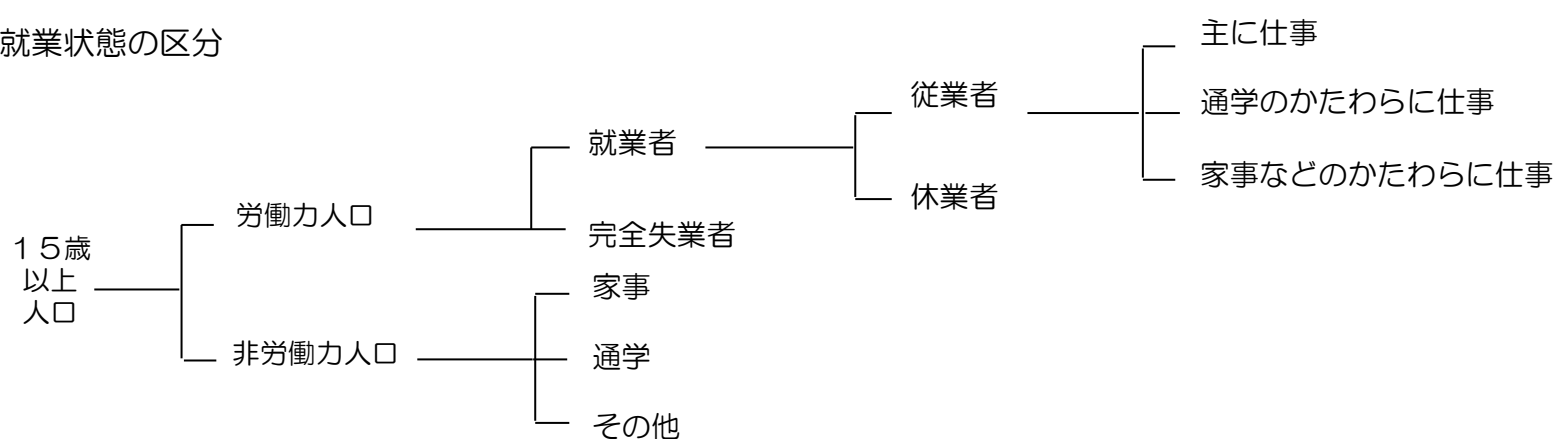 就業状態の区分
主に仕事
従業者
通学のかたわらに仕事
就業者
家事などのかたわらに仕事
休業者
労働力人口
完全失業者
１５歳
以上
人口
家事
非労働力人口
通学
その他